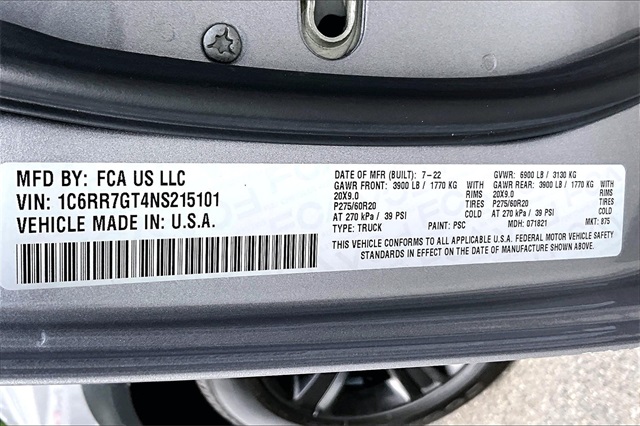 MFD BY: FCA US LLC
VIN: 1C6RR7GT4NS215101
VEHICLE MADE IN: U.S.A.
DATE OF MFR (BUILT): 7-22
GAWR FRONT: 3900 LB / 1770 KG
WITH
20X9.0
RIMS
P275/60R20
TIRES
AT 270 kPa / 39 PSI
COLD
TYPE: TRUCK
PAINT: PSC
GVWR: 6900 LB / 3130 KG
GAWR REAR: 3900 LB / 1770 KG
WITH
20X9.0
RIMS
P275/60R20
TIRES
AT 270 kPa / 39 PSI
COLD
MDH: 071821
MKT: 875
THIS VEHICLE CONFORMS TO ALL APPLICABLE U.S.A. FEDERAL MOTOR VEHICLE SAFETY
STANDARDS IN EFFECT ON THE DATE OF MANUFACTURE SHOWN ABOVE.